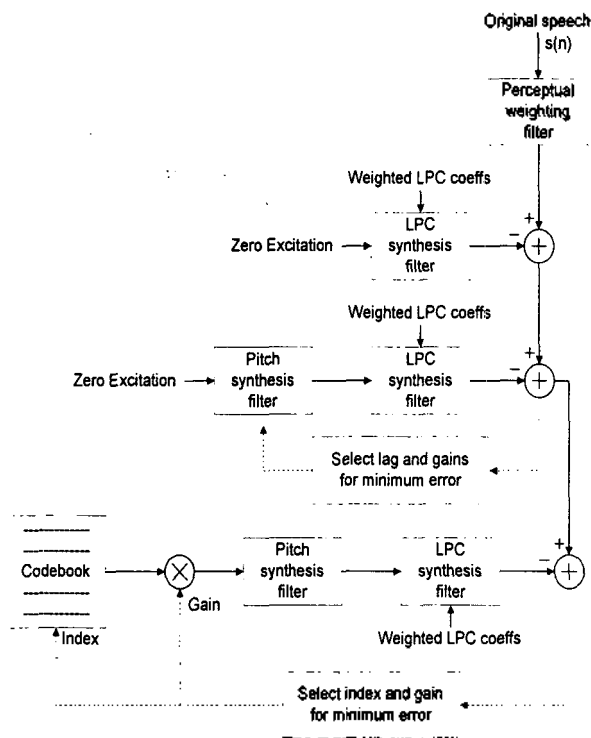 Original speech
s(n)
Perceptual
weighting
filter
Weighted LPC coeffs
+
Zero Excitation
LPC
synthesis
filter
−
+
Weighted LPC coeffs
+
Zero Excitation
Pitch
synthesis
filter
LPC
synthesis
filter
−
+
Select lag and gains
for minimum error
+
Codebook
×
Gain
Pitch
synthesis
filter
LPC
synthesis
filter
−
+
Index
Weighted LPC coeffs
Select index and gain
for minimum error